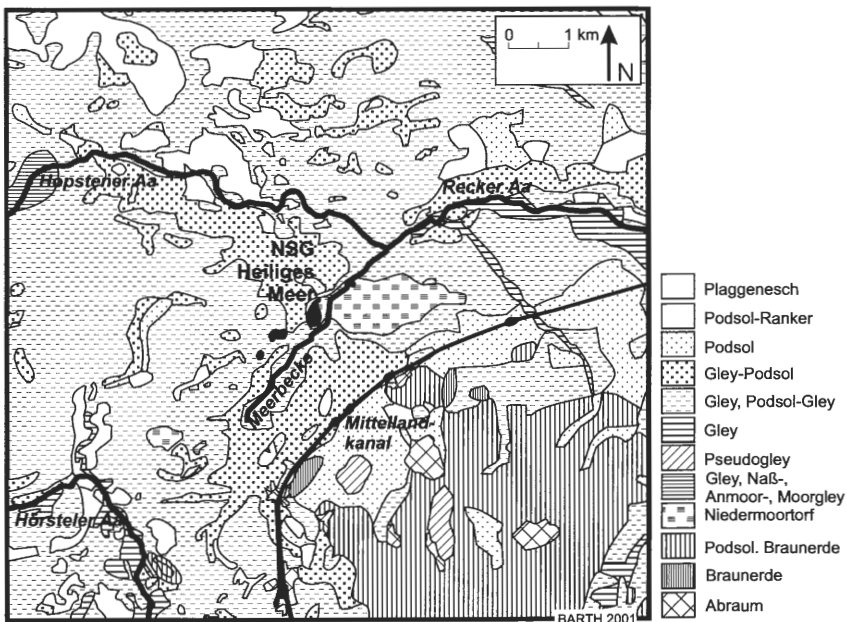 0 1 km
N
Hopstener Aa
Recker Aa
NSG
Heiliges
Meer
Meerbecke
Mittelland-
kanal
Hörsteler Aa
BARTH 2001
Plaggenesch
Podsol-Ranker
Podsol
Gley-Podsol
Gley, Podsol-Gley
Gley
Pseudogley
Gley, Naß-,
Anmoor-, Moorgley
Niedermoortorf
Podsol. Braunerde
Braunerde
Abraum